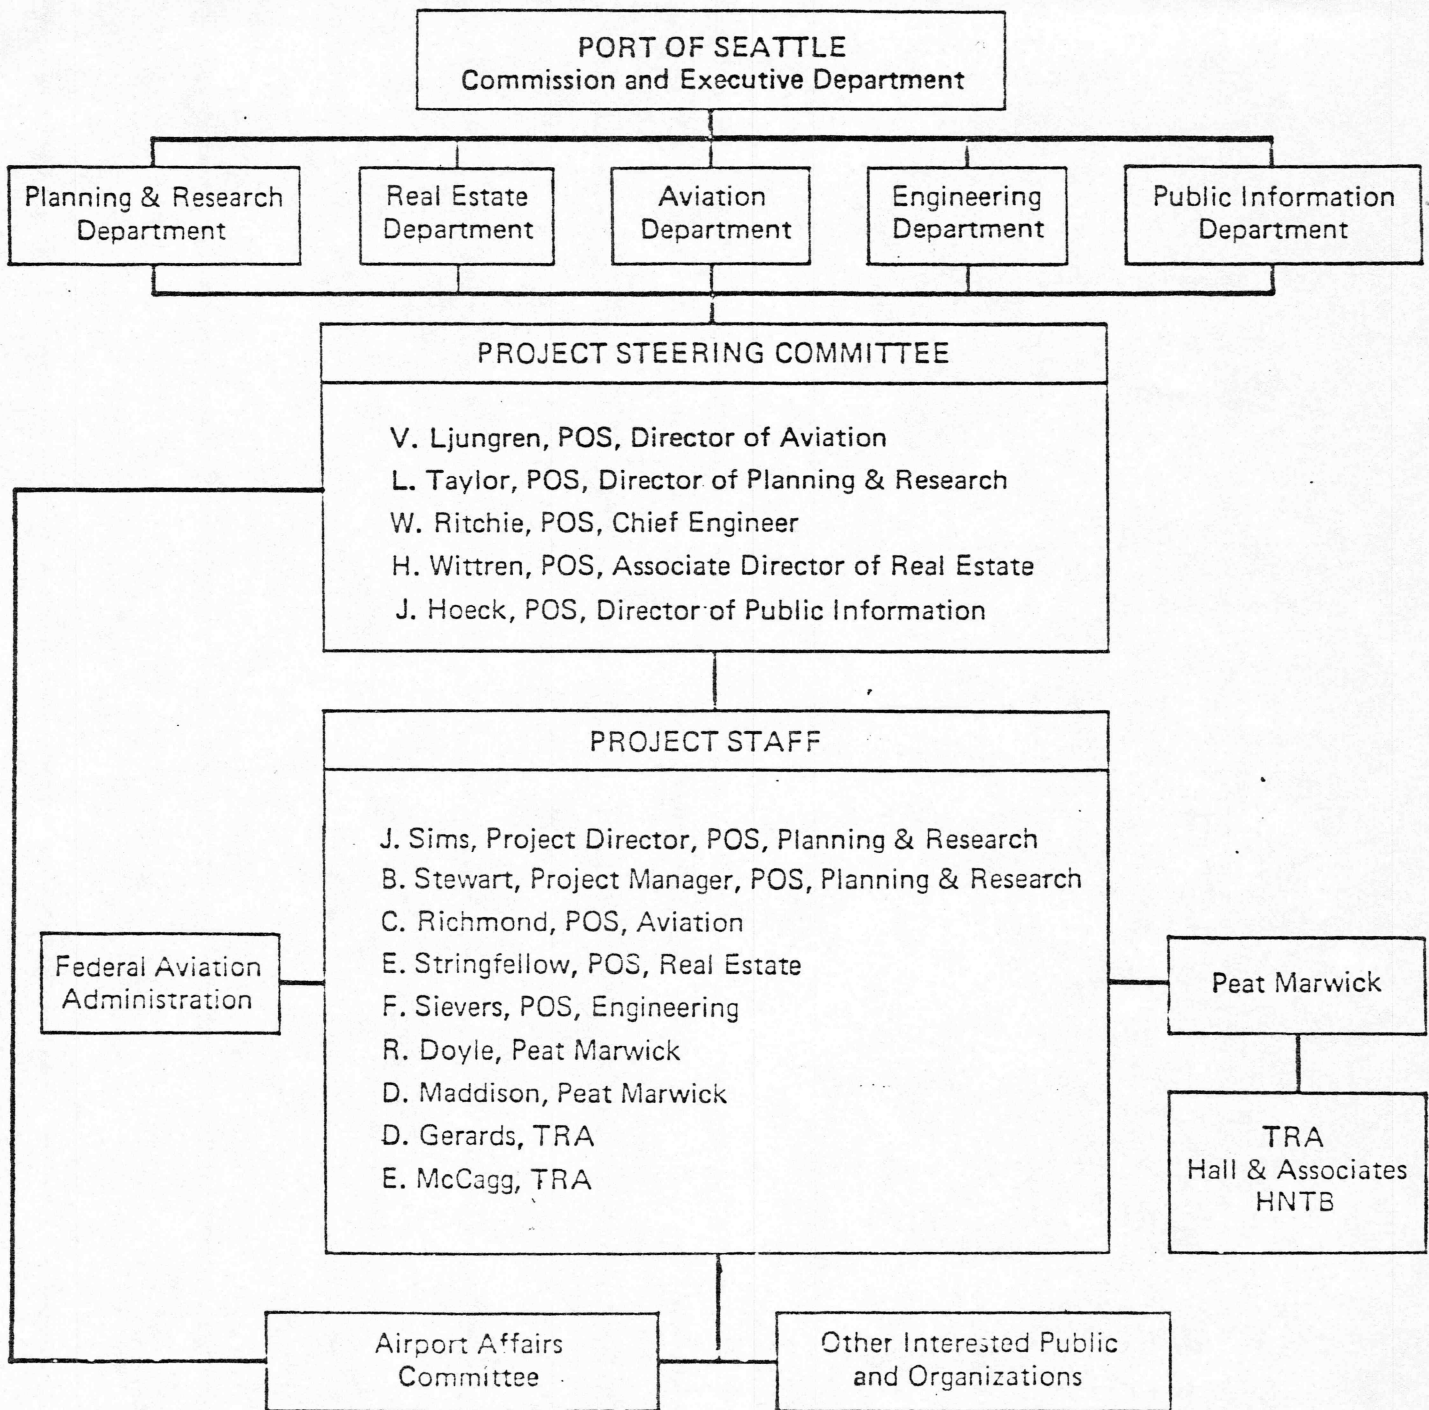 PORT OF SEATTLE
Commission and Executive Department
Planning & Research
Department
Real Estate
Department
Aviation
Department
Engineering
Department
Public Information
Department
PROJECT STEERING COMMITTEE
V. Ljungren, POS, Director of Aviation
L. Taylor, POS, Director of Planning & Research
W. Ritchie, POS, Chief Engineer
H. Wittren, POS, Associate Director of Real Estate
J. Hoeck, POS, Director of Public Information
PROJECT STAFF
J. Sims, Project Director, POS, Planning & Research
B. Stewart, Project Manager, POS, Planning & Research
C. Richmond, POS, Aviation
E. Stringfellow, POS, Real Estate
F. Sievers, POS, Engineering
R. Doyle, Peat Marwick
D. Maddison, Peat Marwick
D. Gerards, TRA
E. McCagg, TRA
Federal Aviation
Administration
Peat Marwick
TRA
Hall & Associates
HNTB
Airport Affairs
Committee
Other Interested Public
and Organizations